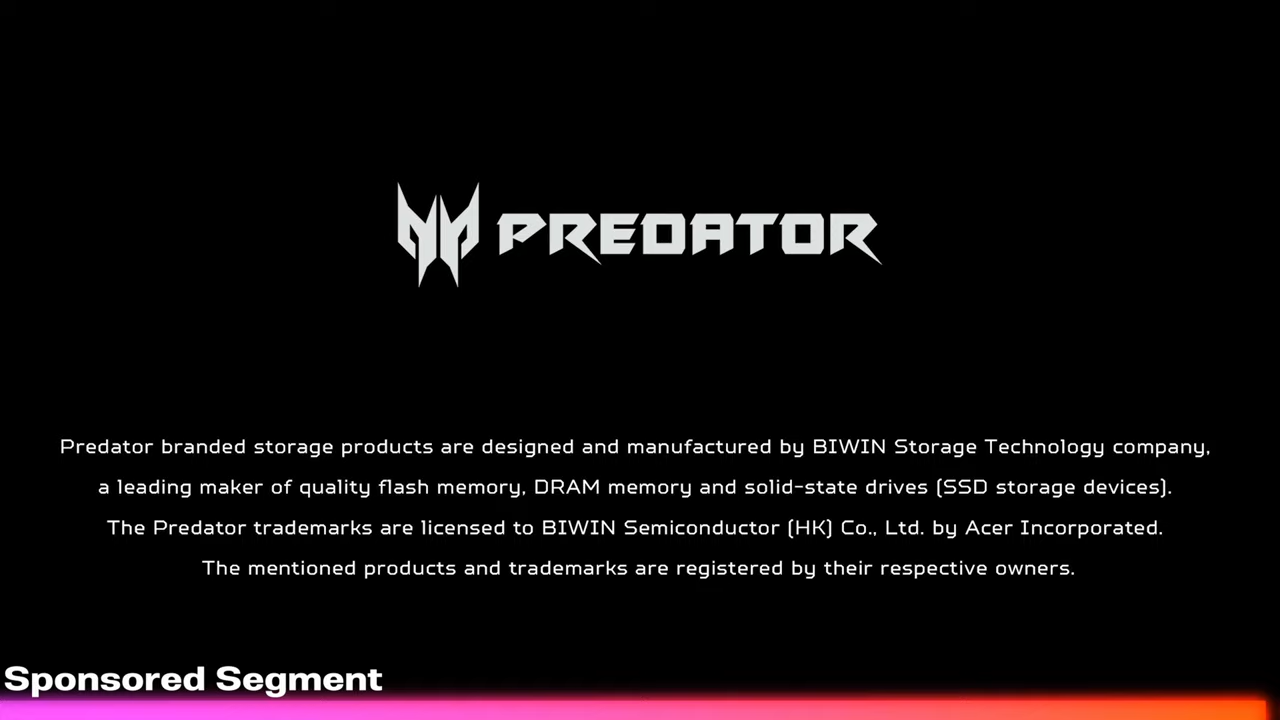 PREDATOR
Predator branded storage products are designed and manufactured by BIWIN Storage Technology company,
a leading maker of quality flash memory, DRAM memory and solid-state drives (SSD storage devices).
The Predator trademarks are licensed to BIWIN Semiconductor (HK) Co., Ltd. by Acer Incorporated.
The mentioned products and trademarks are registered by their respective owners.
Sponsored Segment